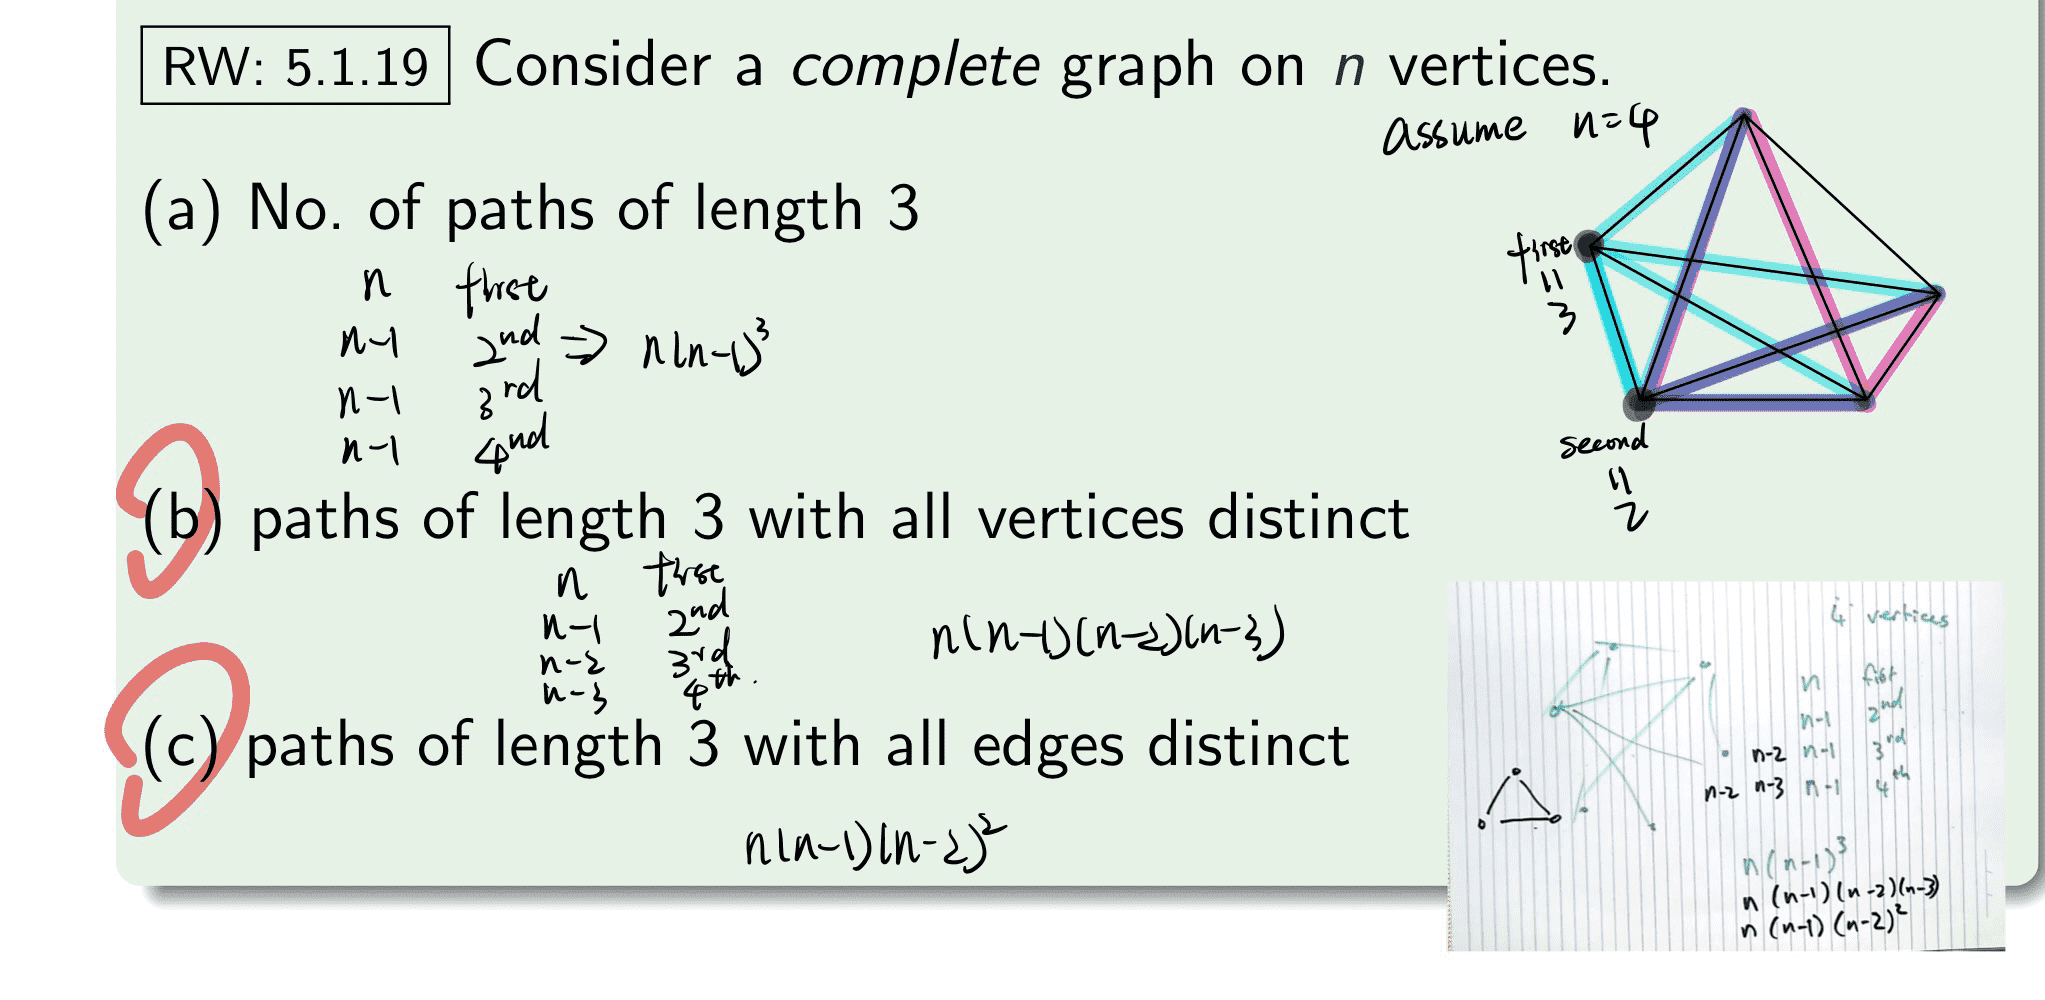 RW: 5.1.19 Consider a complete graph on n vertices.
assume n=4
(a) No. of paths of length 3
n first
n-1 2nd ⇒ n(n-1)³
n-1 3rd
n-1 4nd
first
11
3
second
11
2
(b) paths of length 3 with all vertices distinct
n first
n-1 2nd
n-2 3rd
n-3 4th.
n(n-1)(n-2)(n-3)
(c) paths of length 3 with all edges distinct
n(n-1)(n-2)²
4 vertices
n fist
n-1 2nd
n-2 n-1 3rd
n-2 n-3 n-1 4th
n(n-1)³
n (n-1)(n-2)(n-3)
n (n-1) (n-2)²